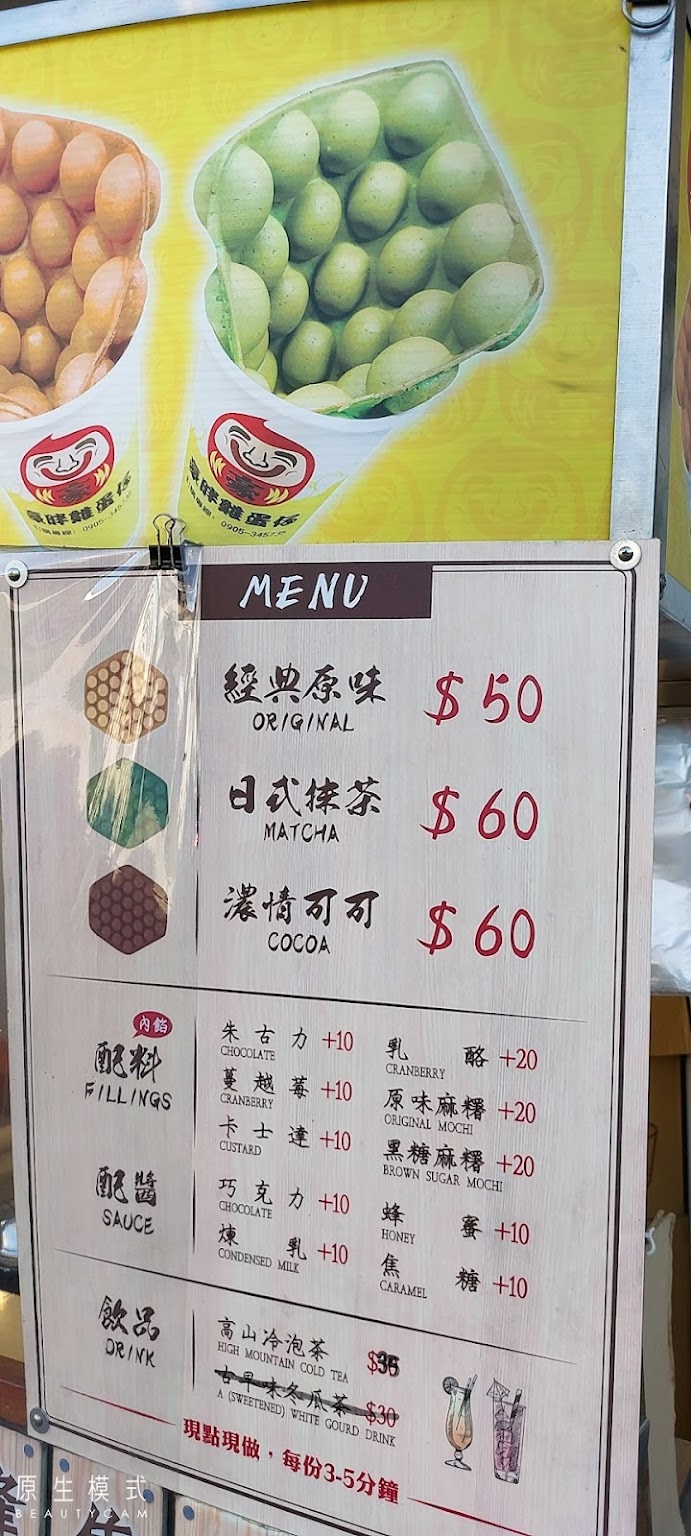 0905-345735
MENU
經典原味 $50
ORIGINAL
日式抹茶 $60
MATCHA
濃情可可 $60
COCOA
內餡
配料
FILLINGS
朱古力 +10
CHOCOLATE
蔓越莓 +10
CRANBERRY
卡士達 +10
CUSTARD
乳酪 +20
CRANBERRY
原味麻糬 +20
ORIGINAL MOCHI
黑糖麻糬 +20
BROWN SUGAR MOCHI
配醬
SAUCE
巧克力 +10
CHOCOLATE
煉乳 +10
CONDENSED MILK
蜂蜜 +10
HONEY
焦糖 +10
CARAMEL
飲品
DRINK
高山冷泡茶 $35
HIGH MOUNTAIN COLD TEA
古早味冬瓜茶 $30
A (SWEETENED) WHITE GOURD DRINK
現點現做，每份3-5分鐘
原生模式
BEAUTYCAM